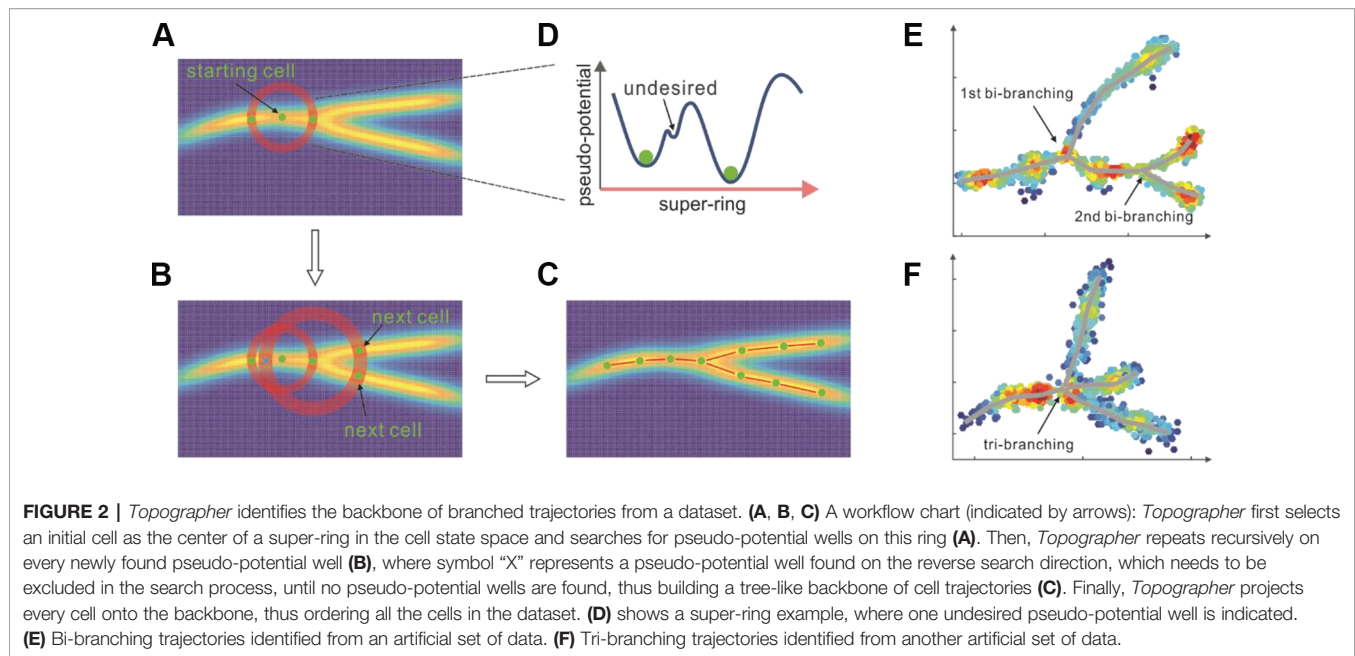 A
starting cell
D
pseudo-potential
undesired
super-ring
E
1st bi-branching
2nd bi-branching
B
next cell
next cell
C
F
tri-branching
FIGURE 2 | Topographer identifies the backbone of branched trajectories from a dataset. (A, B, C) A workflow chart (indicated by arrows): Topographer first selects
an initial cell as the center of a super-ring in the cell state space and searches for pseudo-potential wells on this ring (A). Then, Topographer repeats recursively on
every newly found pseudo-potential well (B), where symbol “X” represents a pseudo-potential well found on the reverse search direction, which needs to be
excluded in the search process, until no pseudo-potential wells are found, thus building a tree-like backbone of cell trajectories (C). Finally, Topographer projects
every cell onto the backbone, thus ordering all the cells in the dataset. (D) shows a super-ring example, where one undesired pseudo-potential well is indicated.
(E) Bi-branching trajectories identified from an artificial set of data. (F) Tri-branching trajectories identified from another artificial set of data.